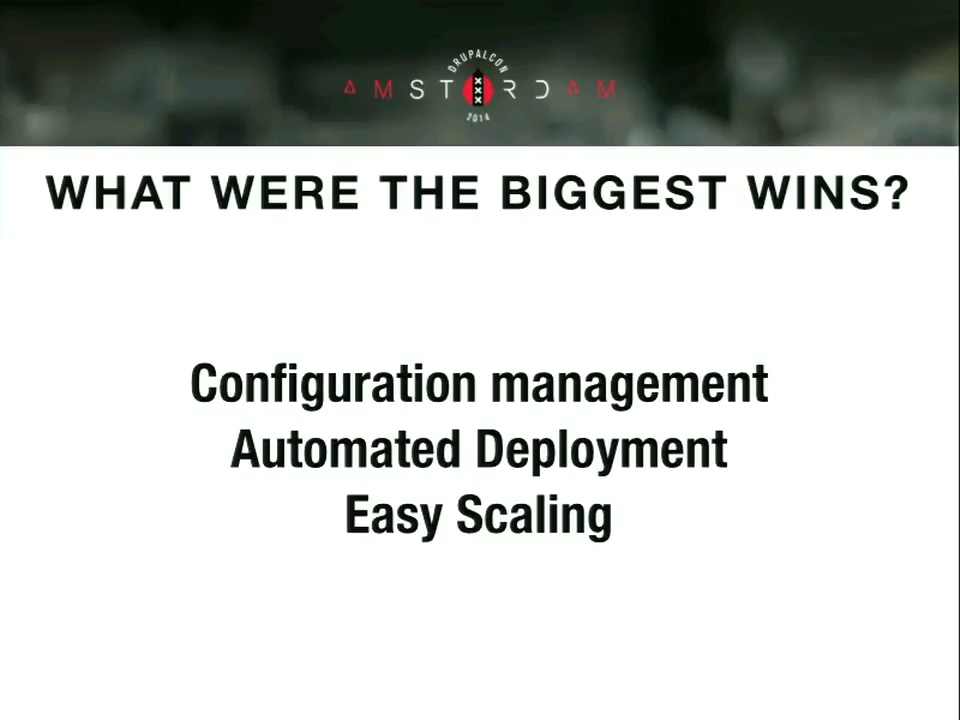 DRUPALCON
AMSTERDAM
2014
WHAT WERE THE BIGGEST WINS?
Configuration management
Automated Deployment
Easy Scaling